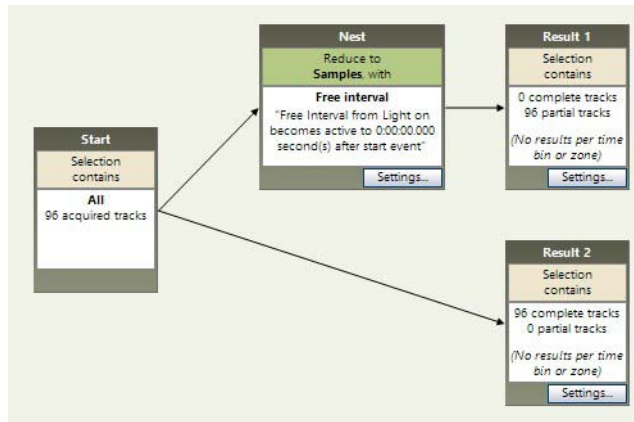 Start
Selection
contains
All
96 acquired tracks
Nest
Reduce to
Samples, with
Free interval
"Free Interval from Light on
becomes active to 0:00:00.000
second(s) after start event"
Settings...
Result 1
Selection
contains
0 complete tracks
96 partial tracks
(No results per time
bin or zone)
Settings...
Result 2
Selection
contains
96 complete tracks
0 partial tracks
(No results per time
bin or zone)
Settings...